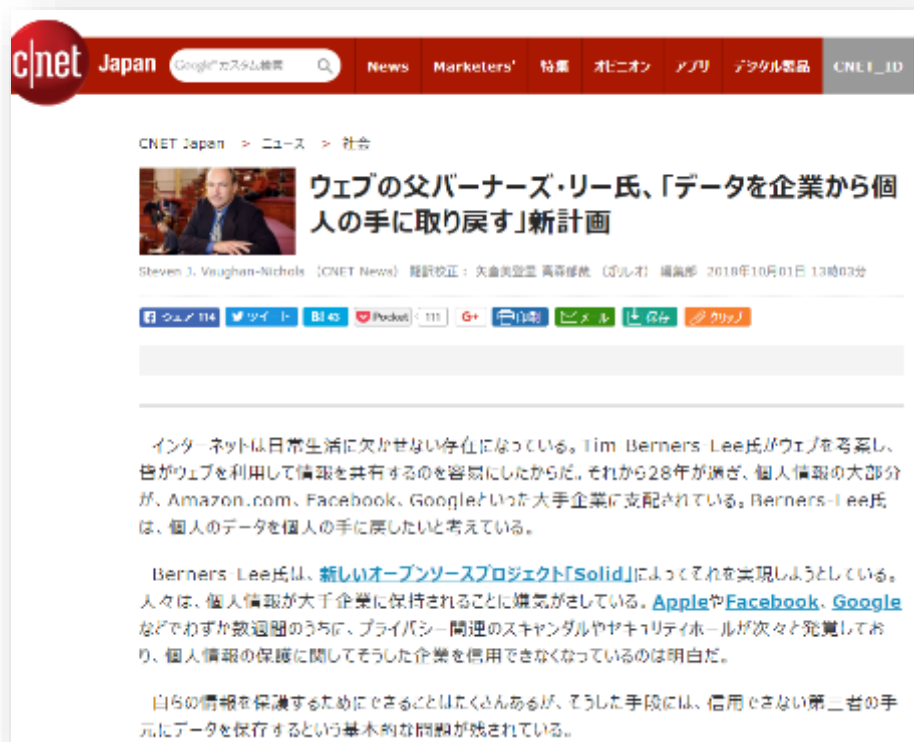 c|net Japan Google カスタム検索 News Marketers' 特集 オピニオン アプリ デジタル製品 CNET_ID
CNET Japan > ニュース > 社会
ウェブの父バーナーズ・リー氏、「データを企業から個
人の手に取り戻す」新計画
Steven J. Vaughan-Nichols (CNET News) 翻訳校正: 編集部 2018年10月01日 13時03分
シェア 114 ツイート B! 43 Pocket 111 G+ 印刷 メール 保存 クリップ
インターネットは日常生活に欠かせない存在になっている。Tim Berners-Lee氏がウェブを考案し、
皆がウェブを利用して情報を共有するのを容易にしたからだ。それから28年が過ぎ、個人情報の大部分
が、Amazon.com、Facebook、Googleといった大手企業に支配されている。Berners-Lee氏
は、個人のデータを個人の手に戻したいと考えている。
Berners-Lee氏は、新しいオープンソースプロジェクト「Solid」によってそれを実現しようとしている。
人々は、個人情報が大手企業に保持されることに嫌気がさしている。AppleやFacebook、Google
などでわずか数週間のうちに、プライバシー関連のスキャンダルやセキュリティホールが次々と発覚してお
り、個人情報の保護に関してそうした企業を信用できなくなっているのは明白だ。
自らの情報を保護するためにできることはたくさんあるが、そうした手段には、信用できない第三者の手
元にデータを保存するという基本的な問題が残されている。